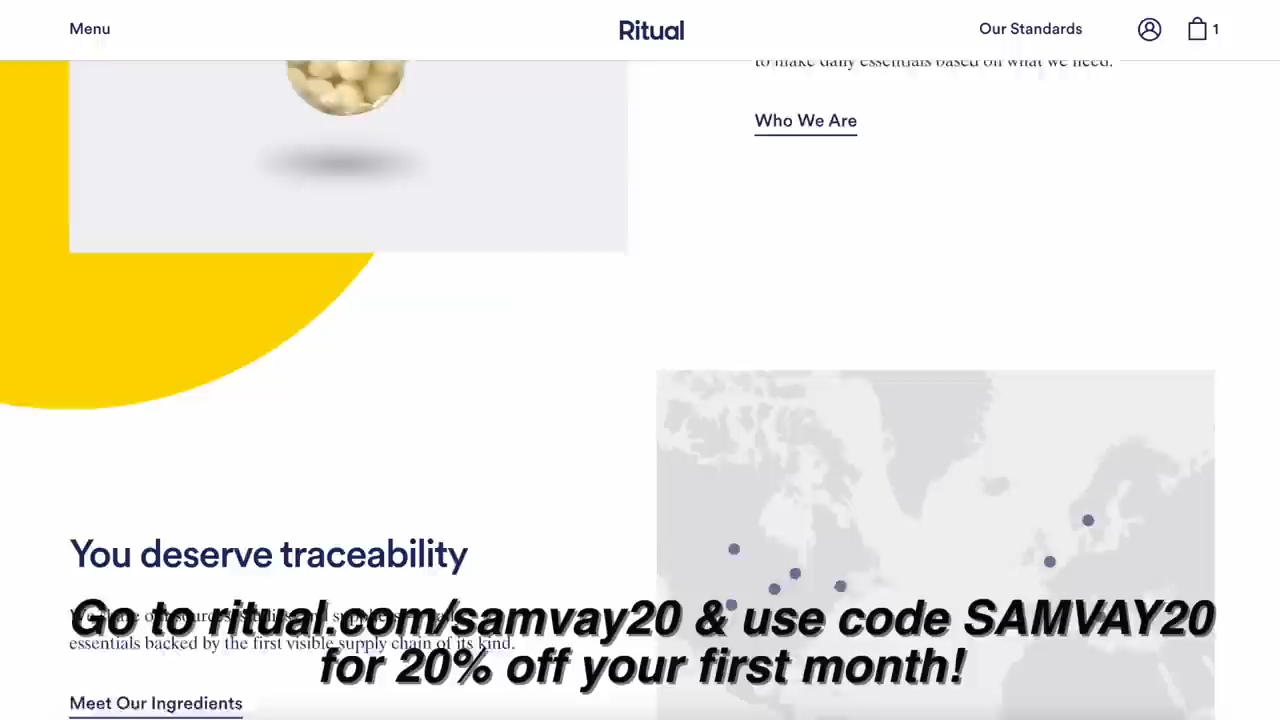 Menu
Ritual
Our Standards
1
to make daily essentials based on what we need.
Who We Are
You deserve traceability
Go to ritual.com/samvay20 & use code SAMVAY20
essentials backed by the first visible supply chain of its kind.
for 20% off your first month!
Meet Our Ingredients